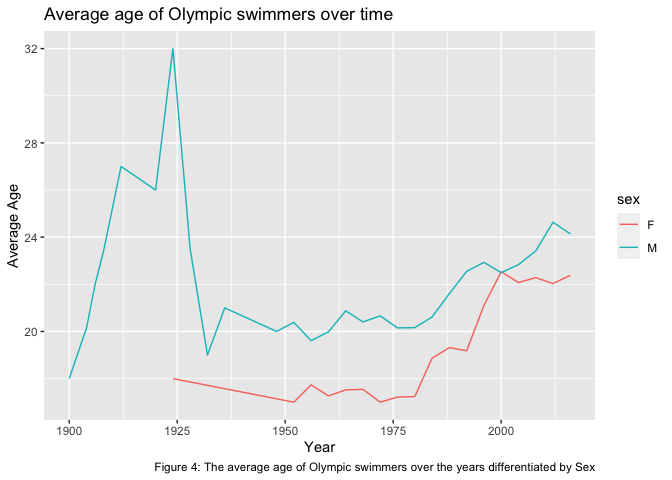 Average age of Olympic swimmers over time
32
28
24
20
Average Age
1900 1925 1950 1975 2000
Year
sex
F
M
Figure 4: The average age of Olympic swimmers over the years differentiated by Sex